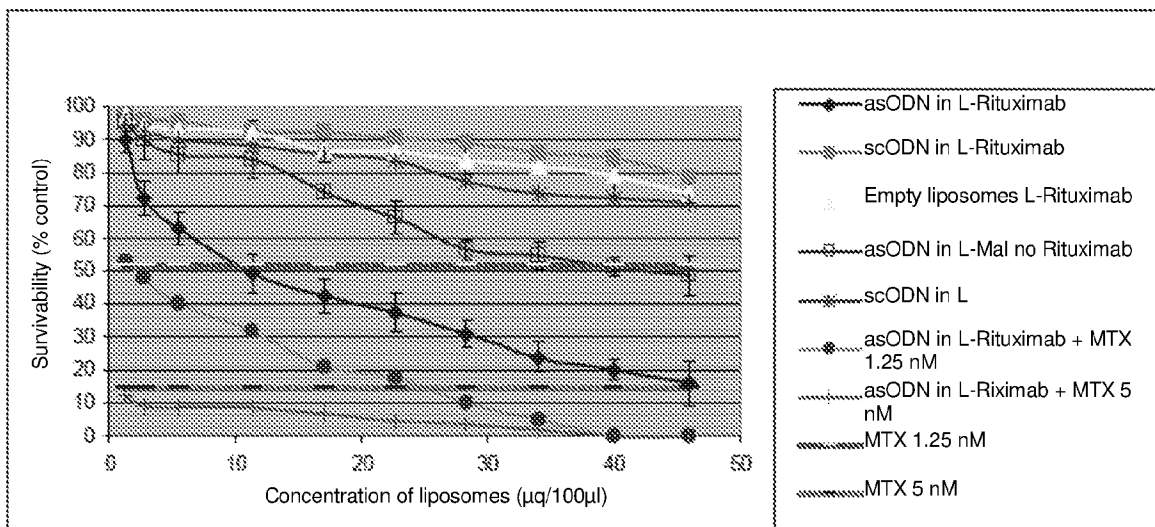 100
90
80
70
60
50
40
30
20
10
0
0 10 20 30 40 50
Survivability (% control)
Concentration of liposomes (µq/100µl)
asODN in L-Rituximab
scODN in L-Rituximab
Empty liposomes L-Rituximab
asODN in L-Mal no Rituximab
scODN in L
asODN in L-Rituximab + MTX
1.25 nM
asODN in L-Riximab + MTX 5
nM
MTX 1.25 nM
MTX 5 nM